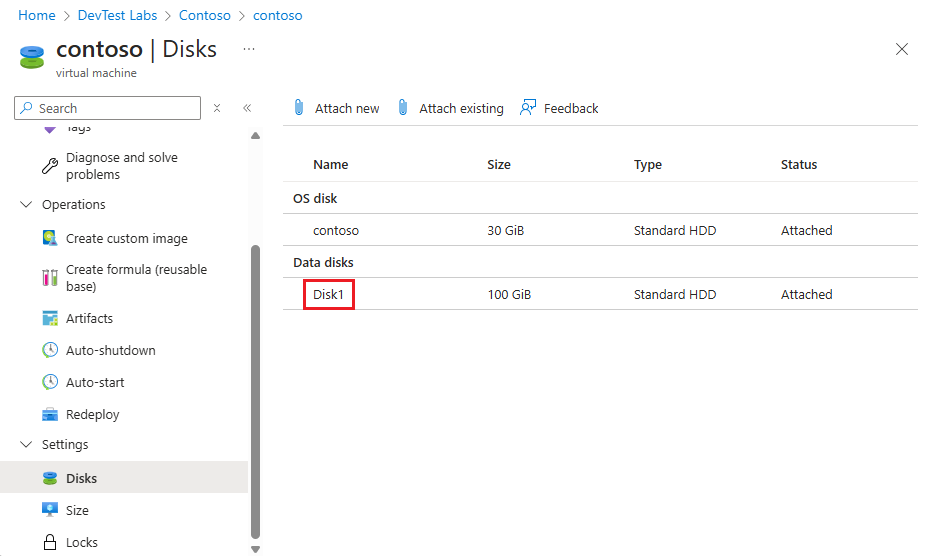 Home > DevTest Labs > Contoso > contoso
contoso | Disks ...
virtual machine
Search
Attach new Attach existing Feedback
Tags
Diagnose and solve
problems
Operations
Create custom image
Create formula (reusable
base)
Artifacts
Auto-shutdown
Auto-start
Redeploy
Settings
Disks
Size
Locks
Name Size Type Status
OS disk
contoso 30 GiB Standard HDD Attached
Data disks
Disk1 100 GiB Standard HDD Attached